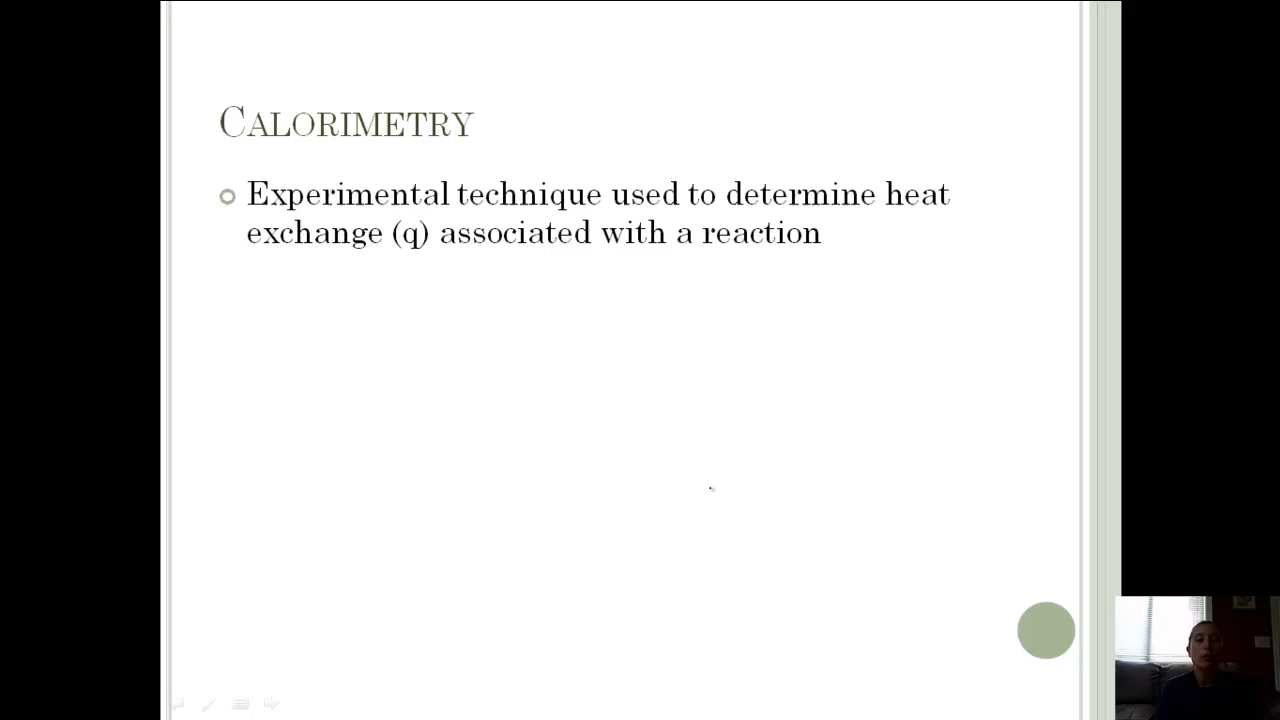 CALORIMETRY
Experimental technique used to determine heat
exchange (q) associated with a reaction